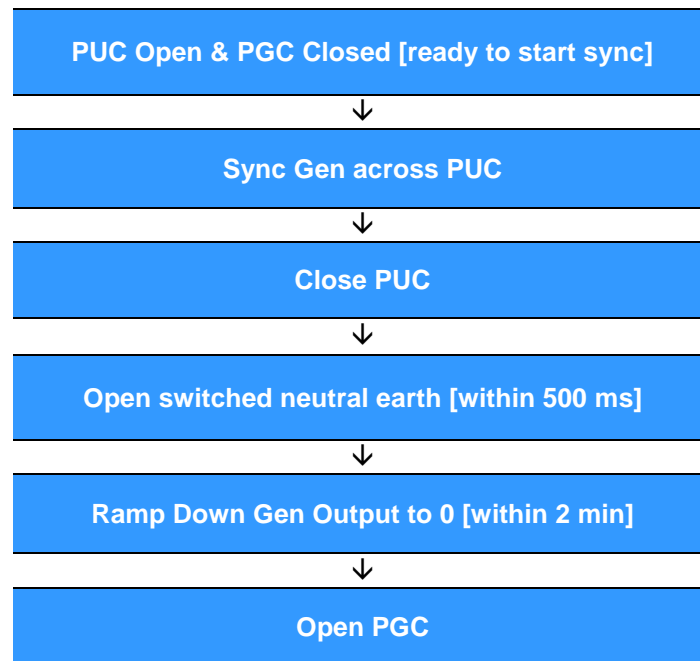 PUC Open & PGC Closed [ready to start sync]
↓
Sync Gen across PUC
↓
Close PUC
↓
Open switched neutral earth [within 500 ms]
↓
Ramp Down Gen Output to 0 [within 2 min]
↓
Open PGC